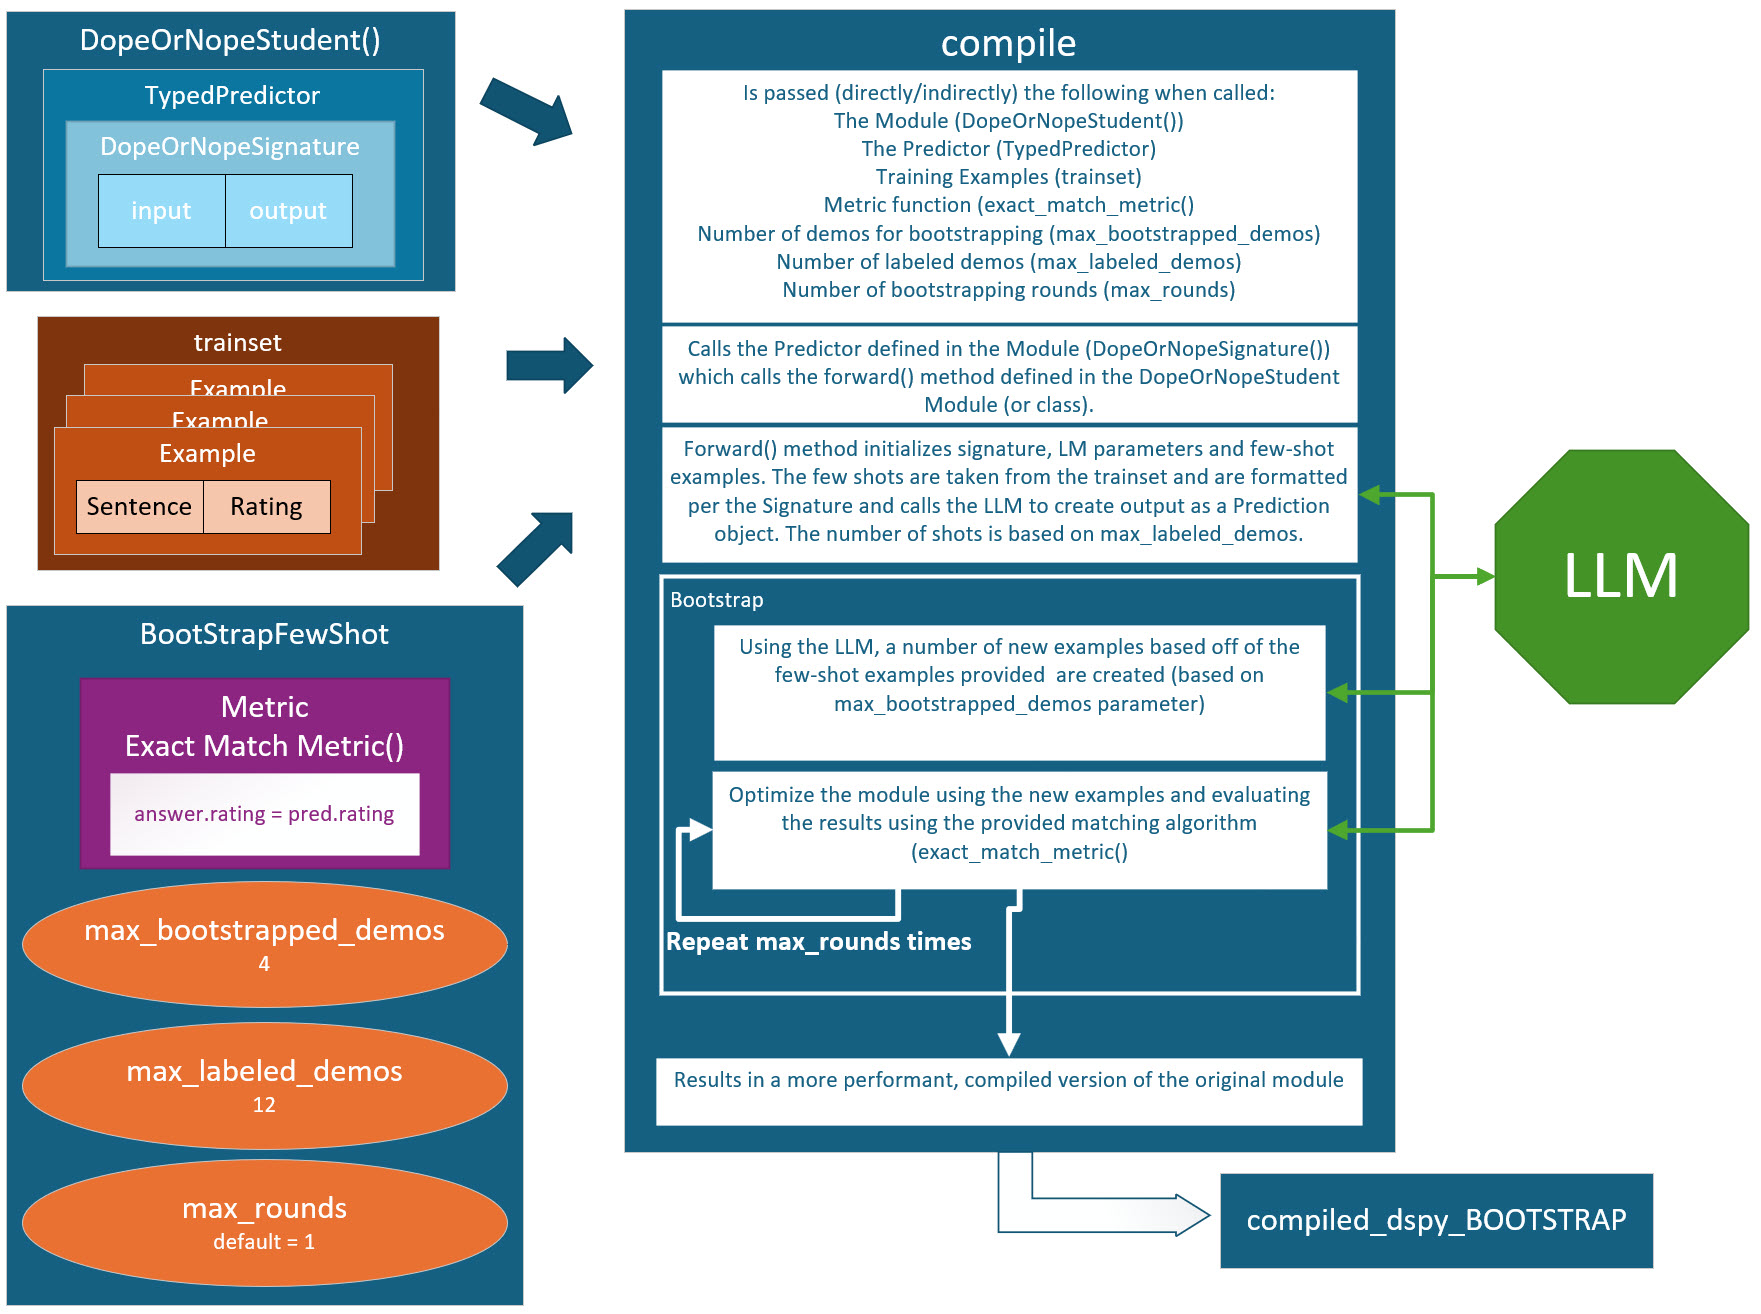 DopeOrNopeStudent()
TypedPredictor
DopeOrNopeSignature
input
output
trainset
Example
Example
Example
Sentence
Rating
BootStrapFewShot
Metric
Exact Match Metric()
answer.rating = pred.rating
max_bootstrapped_demos
4
max_labeled_demos
12
max_rounds
default = 1
compile
Is passed (directly/indirectly) the following when called:
The Module (DopeOrNopeStudent())
The Predictor (TypedPredictor)
Training Examples (trainset)
Metric function (exact_match_metric()
Number of demos for bootstrapping (max_bootstrapped_demos)
Number of labeled demos (max_labeled_demos)
Number of bootstrapping rounds (max_rounds)
Calls the Predictor defined in the Module (DopeOrNopeSignature())
which calls the forward() method defined in the DopeOrNopeStudent
Module (or class).
Forward() method initializes signature, LM parameters and few-shot
examples. The few shots are taken from the trainset and are formatted
per the Signature and calls the LLM to create output as a Prediction
object. The number of shots is based on max_labeled_demos.
Bootstrap
Using the LLM, a number of new examples based off of the
few-shot examples provided  are created (based on
max_bootstrapped_demos parameter)
Optimize the module using the new examples and evaluating
the results using the provided matching algorithm
(exact_match_metric()
Repeat max_rounds times
Results in a more performant, compiled version of the original module
LLM
compiled_dspy_BOOTSTRAP